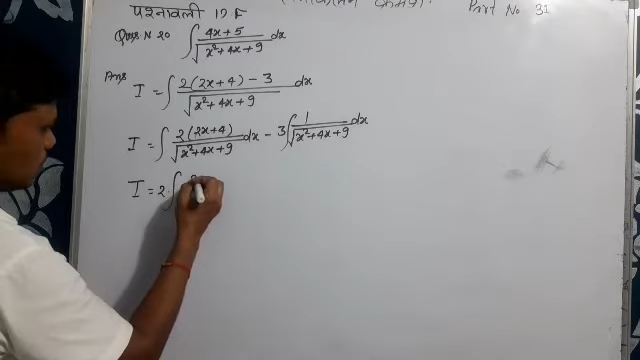 प्रश्नावली 19 F Part No 31
Ques N 20 ∫ (4x+5)/√(x²+4x+9) dx
Ans
I = ∫ (2(2x+4) - 3)/√(x²+4x+9) dx
I = ∫ (2(2x+4))/√(x²+4x+9) dx - 3∫ 1/√(x²+4x+9) dx
I = 2 ∫